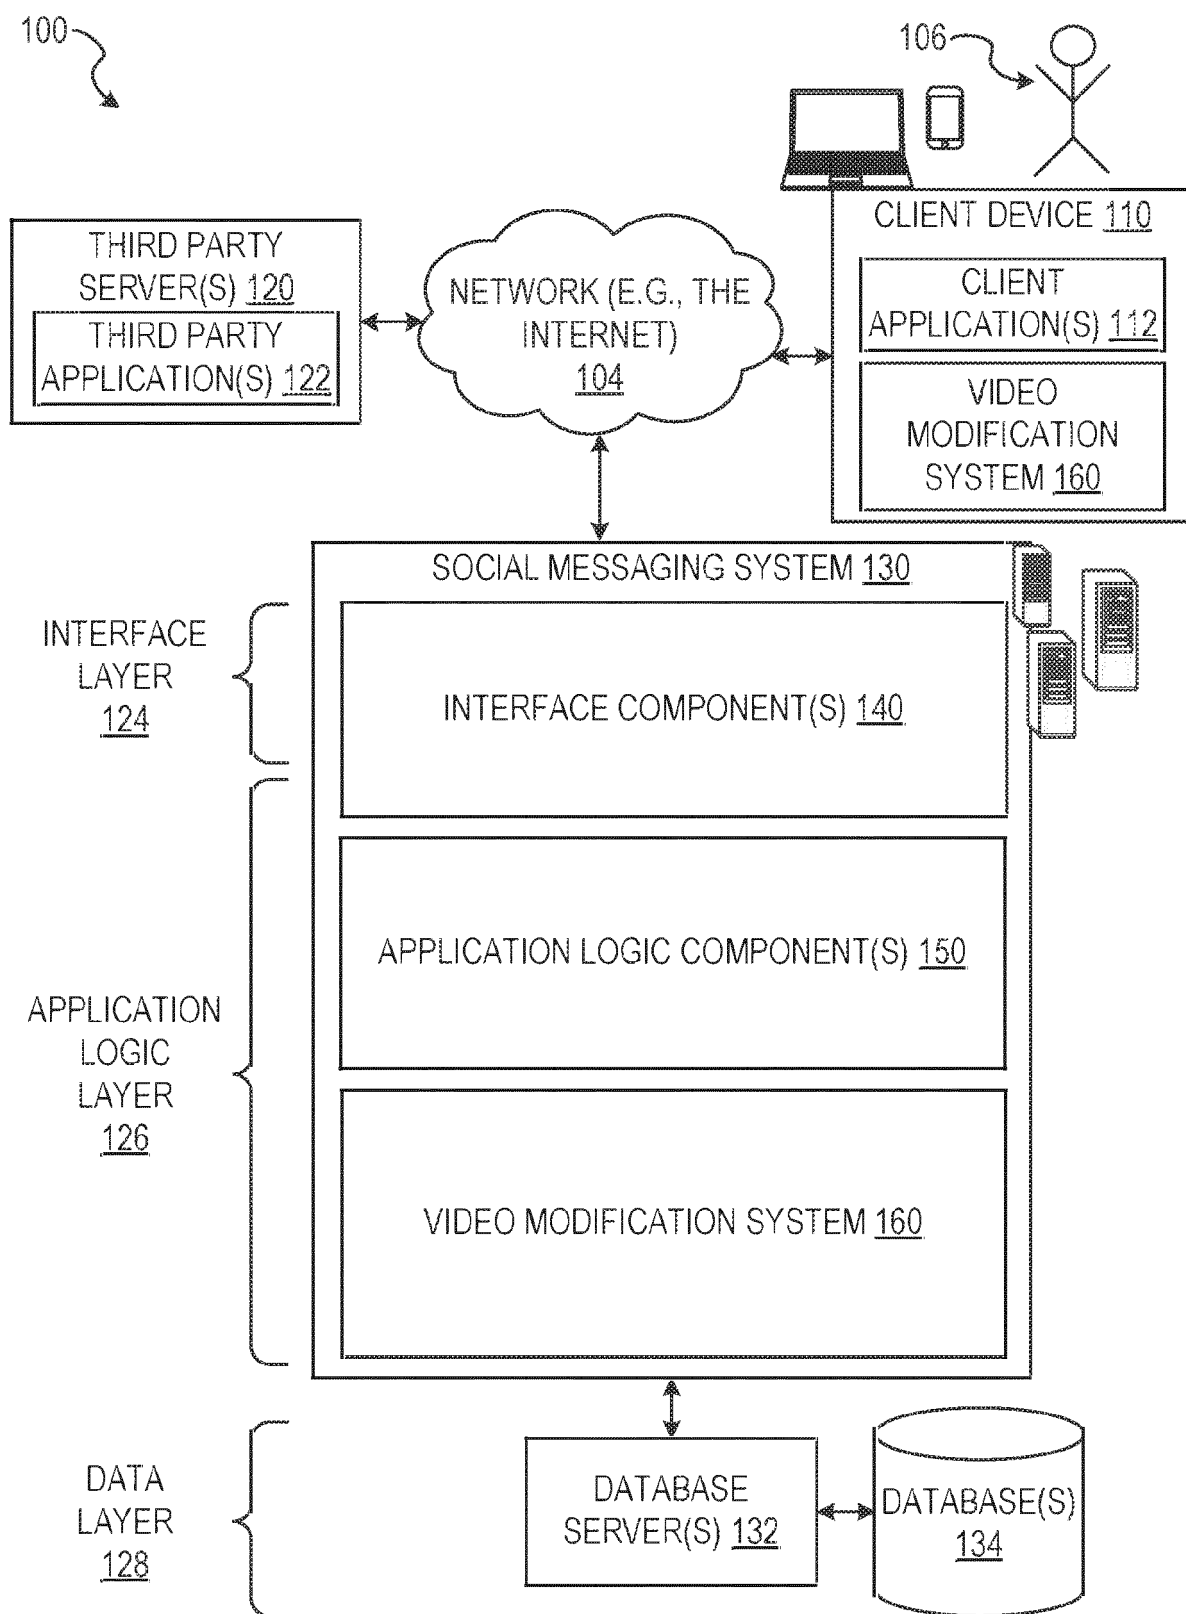 100
106
CLIENT DEVICE 110
CLIENT
APPLICATION(S) 112
VIDEO
MODIFICATION
SYSTEM 160
THIRD PARTY
SERVER(S) 120
THIRD PARTY
APPLICATION(S) 122
NETWORK (E.G., THE
INTERNET)
104
SOCIAL MESSAGING SYSTEM 130
INTERFACE
LAYER
124
INTERFACE COMPONENT(S) 140
APPLICATION LOGIC COMPONENT(S) 150
APPLICATION
LOGIC
LAYER
126
VIDEO MODIFICATION SYSTEM 160
DATA
LAYER
128
DATABASE
SERVER(S) 132
DATABASE(S)
134